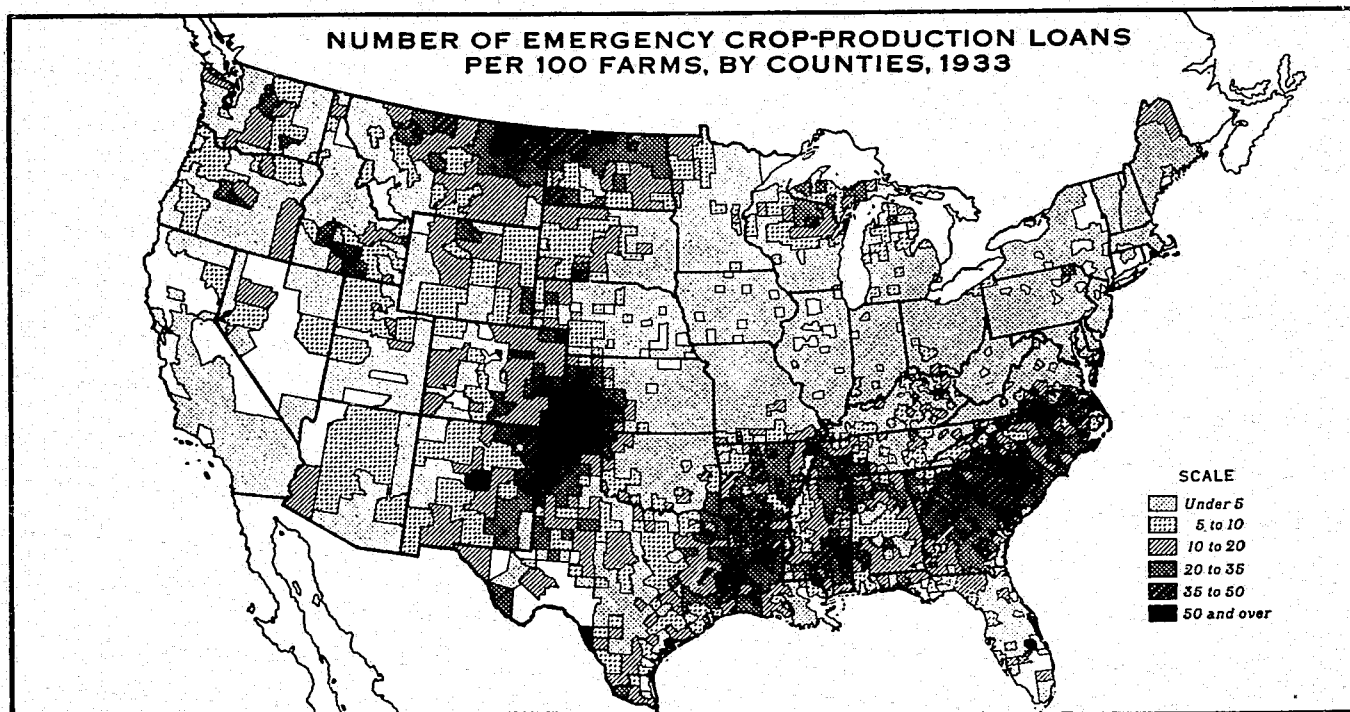 NUMBER OF EMERGENCY CROP-PRODUCTION LOANS
PER 100 FARMS, BY COUNTIES, 1933
SCALE
Under 5
5 to 10
10 to 20
20 to 35
35 to 50
50 and over